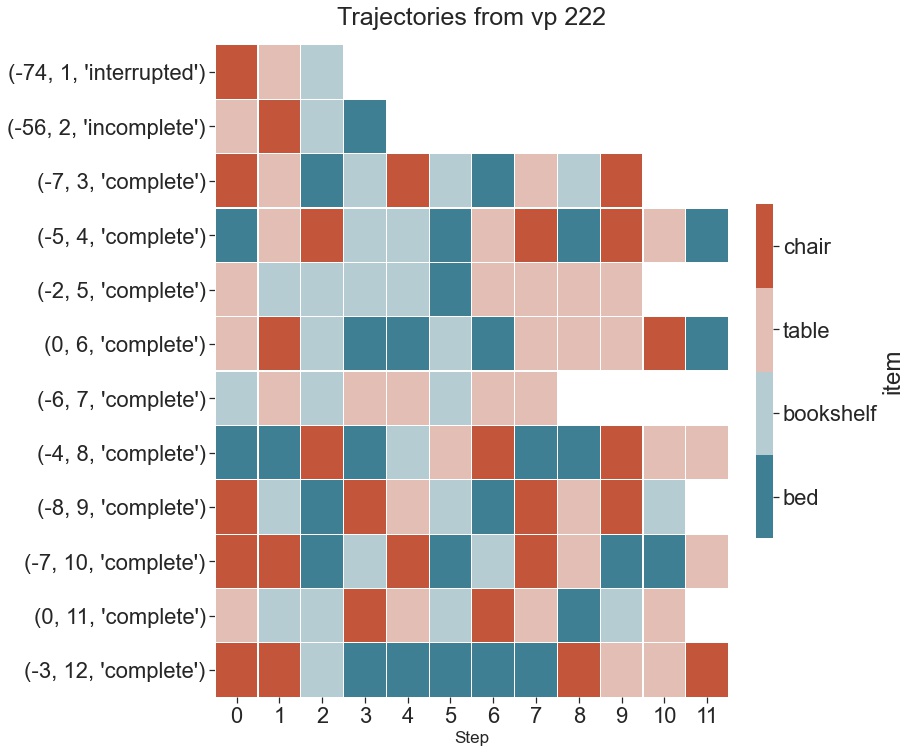 Trajectories from vp 222
(-74, 1, 'interrupted')
(-56, 2, 'incomplete')
(-7, 3, 'complete')
(-5, 4, 'complete')
(-2, 5, 'complete')
(0, 6, 'complete')
(-6, 7, 'complete')
(-4, 8, 'complete')
(-8, 9, 'complete')
(-7, 10, 'complete')
(0, 11, 'complete')
(-3, 12, 'complete')
0 1 2 3 4 5 6 7 8 9 10 11
Step
chair
table
bookshelf
bed
item